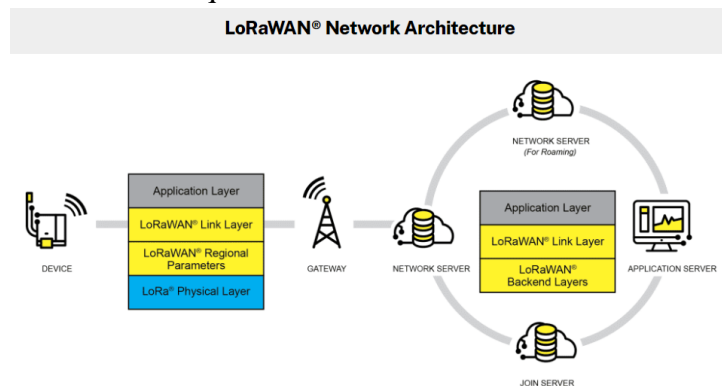 LoRaWAN® Network Architecture
NETWORK SERVER
(For Roaming)
Application Layer
LoRaWAN® Link Layer
LoRaWAN® Regional
Parameters
LoRa® Physical Layer
Application Layer
LoRaWAN® Link Layer
LoRaWAN®
Backend Layers
DEVICE
GATEWAY
NETWORK SERVER
APPLICATION SERVER
JOIN SERVER